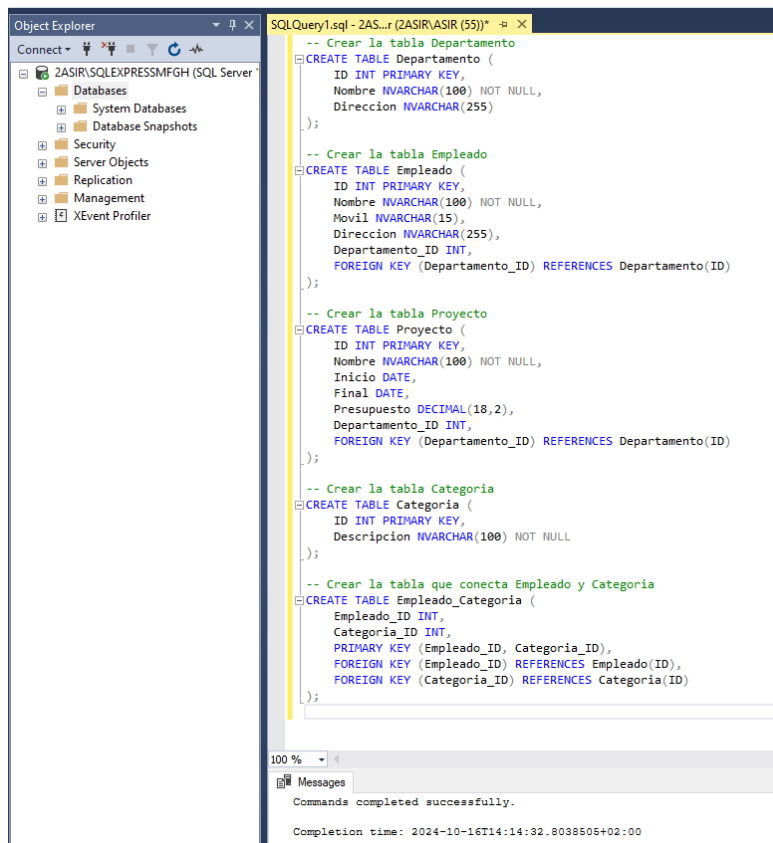 Object Explorer
Connect
2ASIR\SQLEXPRESSMFGH (SQL Server
Databases
System Databases
Database Snapshots
Security
Server Objects
Replication
Management
XEvent Profiler
SQLQuery1.sql - 2AS...r (2ASIR\ASIR (55))*
-- Crear la tabla Departamento
CREATE TABLE Departamento (
ID INT PRIMARY KEY,
Nombre NVARCHAR(100) NOT NULL,
Direccion NVARCHAR(255)
);
-- Crear la tabla Empleado
CREATE TABLE Empleado (
ID INT PRIMARY KEY,
Nombre NVARCHAR(100) NOT NULL,
Movil NVARCHAR(15),
Direccion NVARCHAR(255),
Departamento_ID INT,
FOREIGN KEY (Departamento_ID) REFERENCES Departamento(ID)
);
-- Crear la tabla Proyecto
CREATE TABLE Proyecto (
ID INT PRIMARY KEY,
Nombre NVARCHAR(100) NOT NULL,
Inicio DATE,
Final DATE,
Presupuesto DECIMAL(18,2),
Departamento_ID INT,
FOREIGN KEY (Departamento_ID) REFERENCES Departamento(ID)
);
-- Crear la tabla Categoria
CREATE TABLE Categoria (
ID INT PRIMARY KEY,
Descripcion NVARCHAR(100) NOT NULL
);
-- Crear la tabla que conecta Empleado y Categoria
CREATE TABLE Empleado_Categoria (
Empleado_ID INT,
Categoria_ID INT,
PRIMARY KEY (Empleado_ID, Categoria_ID),
FOREIGN KEY (Empleado_ID) REFERENCES Empleado(ID),
FOREIGN KEY (Categoria_ID) REFERENCES Categoria(ID)
);
100 %
Messages
Commands completed successfully.
Completion time: 2024-10-16T14:14:32.8038505+02:00